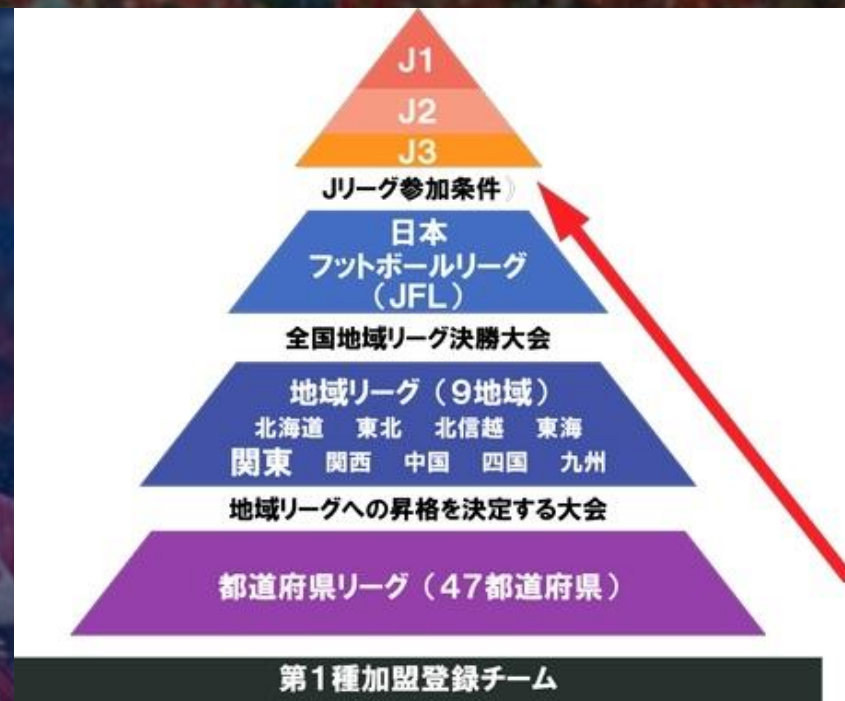 J1
J2
J3
Jリーグ参加条件》
日本
フットボールリーグ
（JFL）
全国地域リーグ決勝大会
地域リーグ（9地域）
北海道 東北 北信越 東海
関東 関西 中国 四国 九州
地域リーグへの昇格を決定する大会
都道府県リーグ（47都道府県）
第1種加盟登録チーム